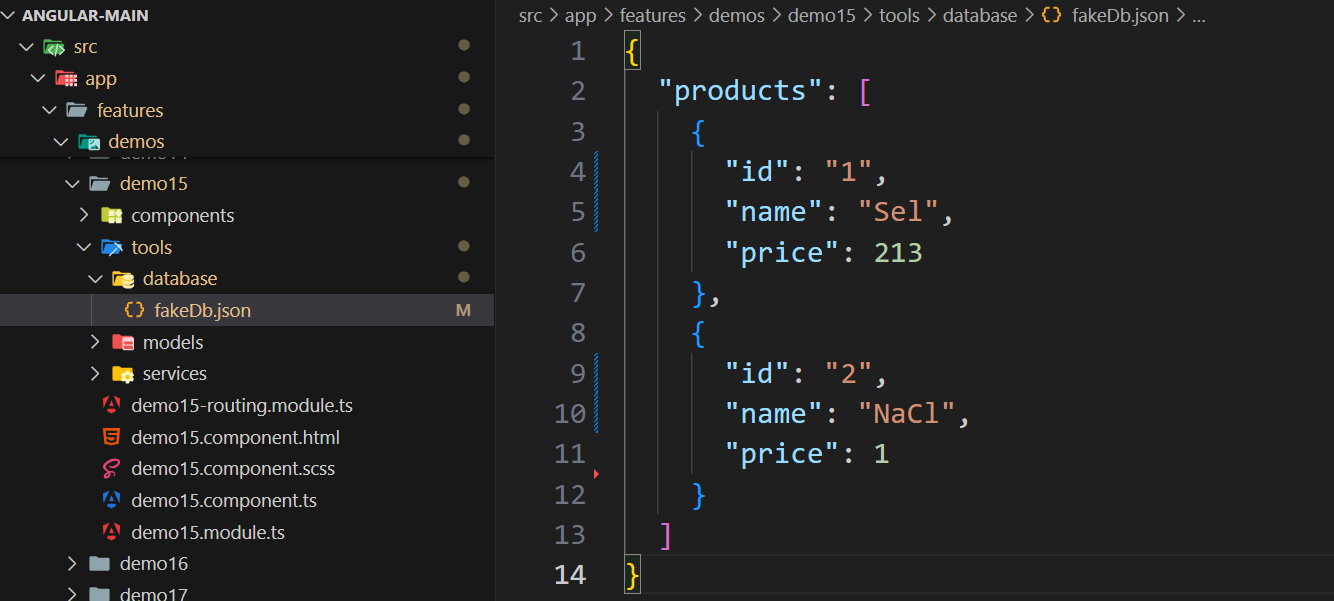 ANGULAR-MAIN
src
app
features
demos
demo15
components
tools
database
fakeDb.json M
models
services
demo15-routing.module.ts
demo15.component.html
demo15.component.scss
demo15.component.ts
demo15.module.ts
demo16
demo17
src > app > features > demos > demo15 > tools > database > {} fakeDb.json > ...
1 {
2 "products": [
3 {
4 "id": "1",
5 "name": "Sel",
6 "price": 213
7 },
8 {
9 "id": "2",
10 "name": "NaCl",
11 "price": 1
12 }
13 ]
14 }